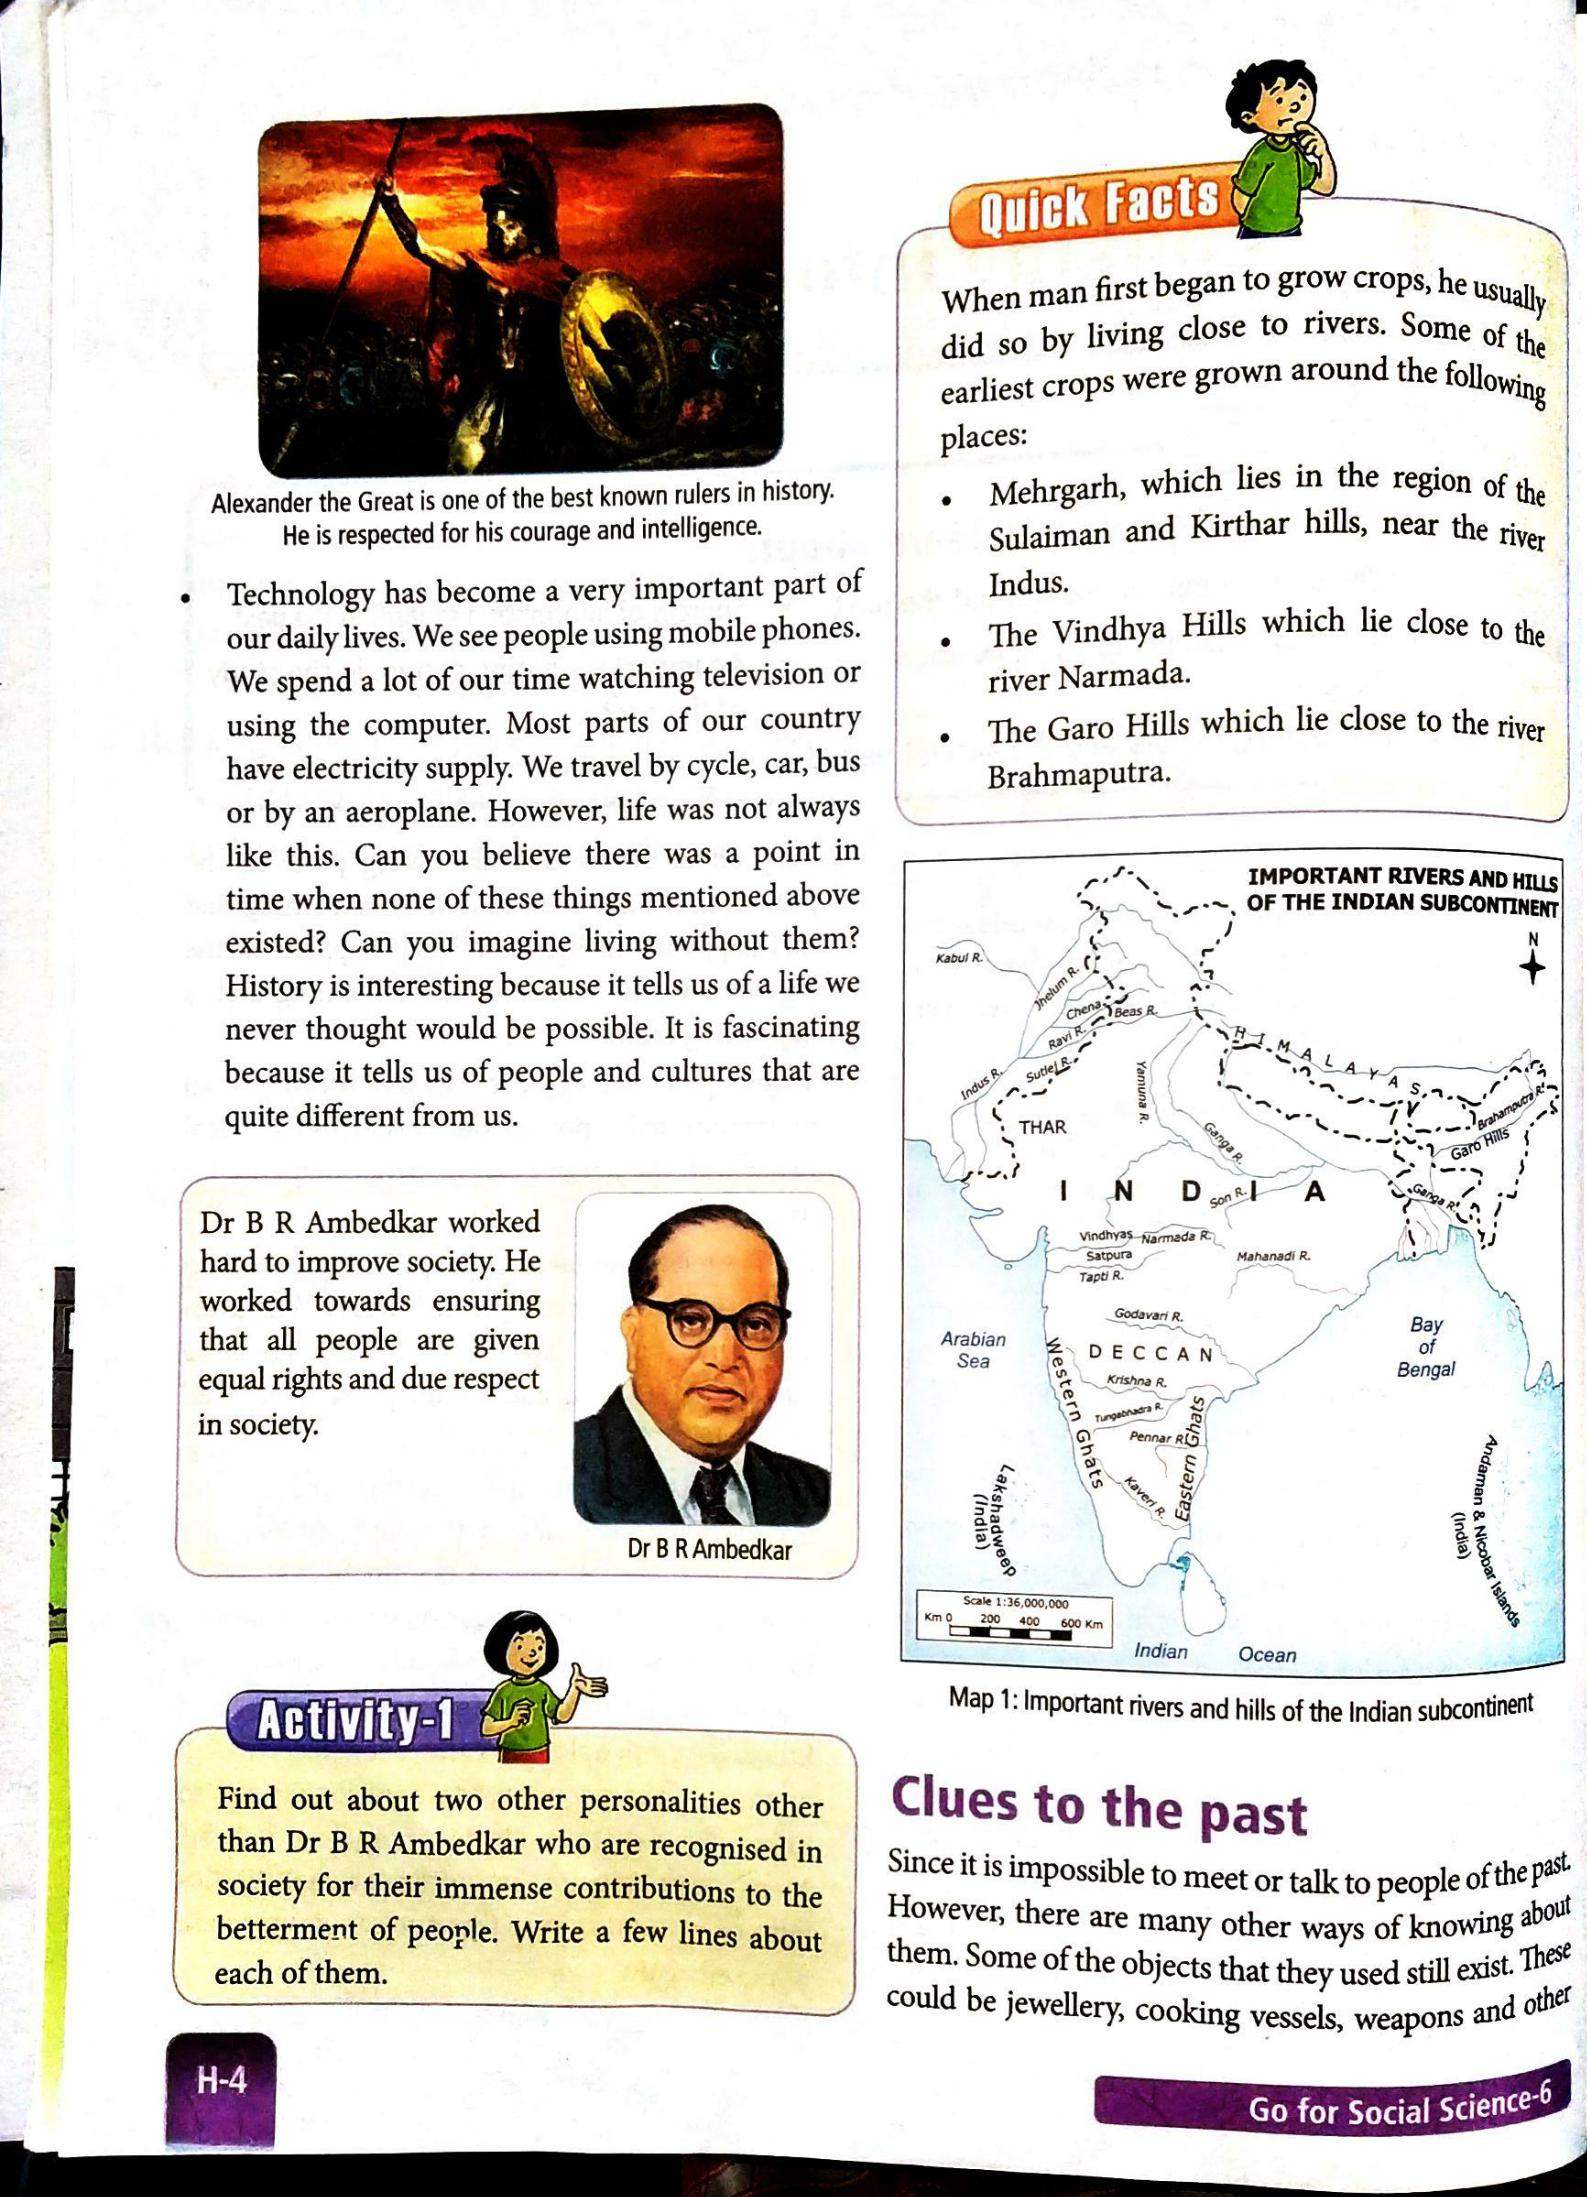 Alexander the Great is one of the best known rulers in history.
He is respected for his courage and intelligence.
• Technology has become a very important part of
our daily lives. We see people using mobile phones.
We spend a lot of our time watching television or
using the computer. Most parts of our country
have electricity supply. We travel by cycle, car, bus
or by an aeroplane. However, life was not always
like this. Can you believe there was a point in
time when none of these things mentioned above
existed? Can you imagine living without them?
History is interesting because it tells us of a life we
never thought would be possible. It is fascinating
because it tells us of people and cultures that are
quite different from us.
Dr B R Ambedkar worked
hard to improve society. He
worked towards ensuring
that all people are given
equal rights and due respect
in society.
Dr B R Ambedkar
Activity-1
Find out about two other personalities other
than Dr B R Ambedkar who are recognised in
society for their immense contributions to the
betterment of people. Write a few lines about
each of them.
Quick Facts
When man first began to grow crops, he usually
did so by living close to rivers. Some of the
earliest crops were grown around the following
places:
• Mehrgarh, which lies in the region of the
Sulaiman and Kirthar hills, near the river
Indus.
• The Vindhya Hills which lie close to the
river Narmada.
• The Garo Hills which lie close to the river
Brahmaputra.
IMPORTANT RIVERS AND HILLS
OF THE INDIAN SUBCONTINENT
N
Kabul R.
Jhelum R.
Chena
Beas R.
Ravi R.
Sutlej R.
Indus R.
HIMALAYAS
Yamuna R.
Brahamputra R.
THAR
Ganga R.
Garo Hills
INDIA
Son R.
Ganga R.
Vindhyas
Narmada R.
Satpura
Mahanadi R.
Tapti R.
Godavari R.
Arabian
Sea
Bay
of
Bengal
DECCAN
Western Ghats
Krishna R.
Tungabhadra R.
Pennar R.
Eastern Ghats
Kaveri R.
Lakshadweep
(India)
Andaman & Nicobar Islands
(India)
Scale 1:36,000,000
Km 0 200 400 600 Km
Indian Ocean
Map 1: Important rivers and hills of the Indian subcontinent
Clues to the past
Since it is impossible to meet or talk to people of the past.
However, there are many other ways of knowing about
them. Some of the objects that they used still exist. These
could be jewellery, cooking vessels, weapons and other
H-4
Go for Social Science-6